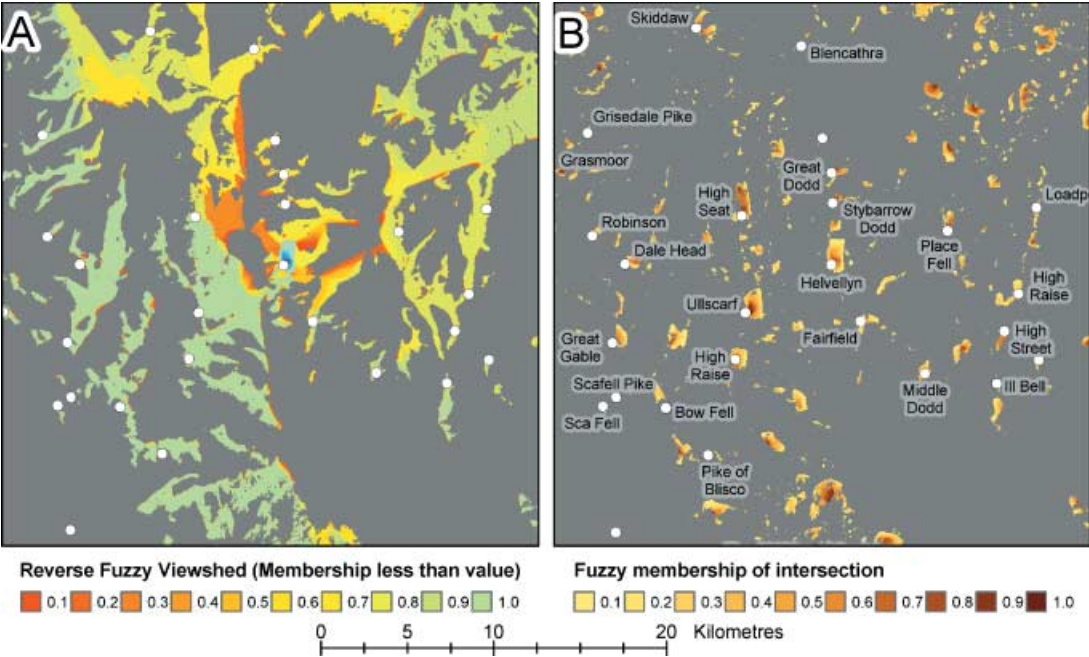 A
B
Skiddaw
Blencathra
Grisedale Pike
Grasmoor
Great
Dodd
High
Seat
Stybarrow
Dodd
Loadp
Robinson
Dale Head
Place
Fell
Helvellyn
High
Raise
Ullscarf
Fairfield
High
Street
Great
Gable
High
Raise
Scafell Pike
Middle
Dodd
Ill Bell
Sca Fell
Bow Fell
Pike of
Blisco
Reverse Fuzzy Viewshed (Membership less than value)
0.1 0.2 0.3 0.4 0.5 0.6 0.7 0.8 0.9 1.0
Fuzzy membership of intersection
0.1 0.2 0.3 0.4 0.5 0.6 0.7 0.8 0.9 1.0
0 5 10 20 Kilometres